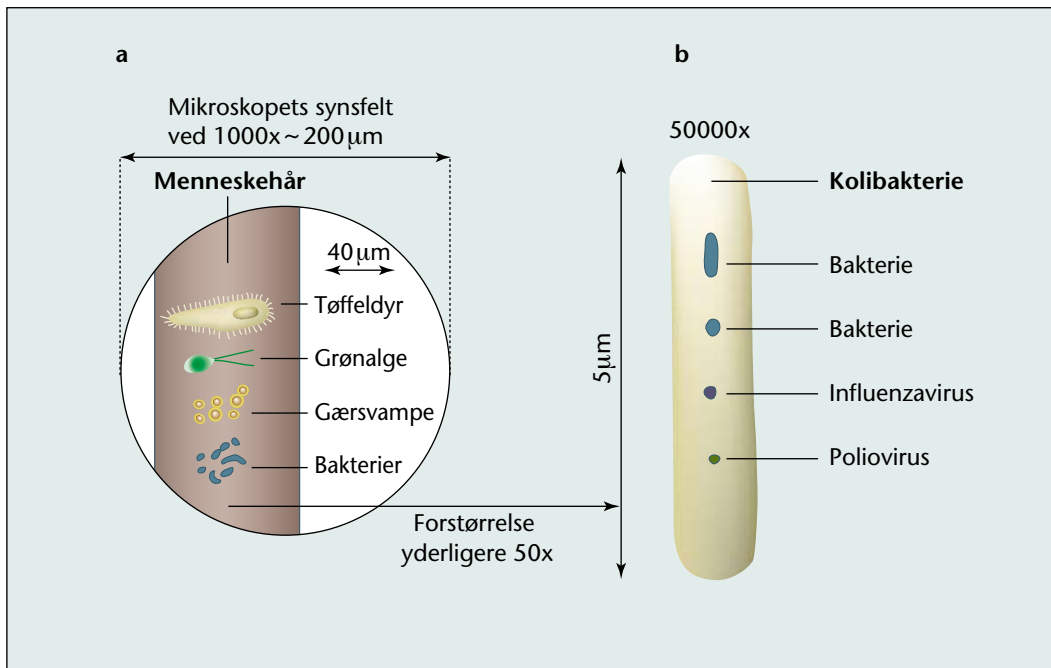 a
Mikroskopets synsfelt
ved 1000x ~ 200 µm
Menneskehår
40 µm
Tøffeldyr
Grønalge
Gærsvampe
Bakterier
Forstørrelse
yderligere 50x
b
50000x
5µm
Kolibakterie
Bakterie
Bakterie
Influenzavirus
Poliovirus